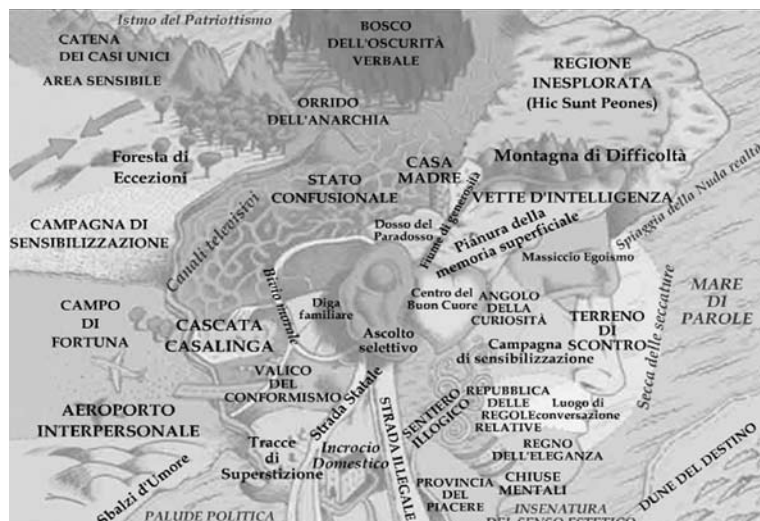 Istmo del Patriottismo
BOSCO
DELL'OSCURITÀ
VERBALE
CATENA
DEI CASI UNICI
AREA SENSIBILE
REGIONE
INESPLORATA
(Hic Sunt Peones)
ORRIDO
DELL'ANARCHIA
Foresta di
Eccezioni
CASA
MADRE
Montagna di Difficoltà
STATO
CONFUSIONALE
VETTE D'INTELLIGENZA
Fiume di generosità
Spiaggia della Nuda realtà
CAMPAGNA DI
SENSIBILIZZAZIONE
Canali televisivi
Dosso del
Paradosso
Pianura della
memoria superficiale
Massiccio Egoismo
Bivio morale
MARE
DI
PAROLE
CAMPO
DI
FORTUNA
Diga
familiare
Centro del
Buon Cuore
ANGOLO
DELLA
CURIOSITÀ
TERRENO
DI
SCONTRO
Secca delle seccature
CASCATA
CASALINGA
Ascolto
selettivo
Campagna
di sensibilizzazione
VALICO
DEL
CONFORMISMO
Strada Statale
STRADA ILLEGALE
SENTIERO
ILLOGICO
REPUBBLICA
DELLE
REGOLE
RELATIVE
Luogo di
conversazione
AEROPORTO
INTERPERSONALE
Tracce
di
Superstizione
Incrocio
Domestico
REGNO
DELL'ELEGANZA
Sbalzi d'Umore
PROVINCIA
DEL
PIACERE
CHIUSE
MENTALI
DUNE DEL DESTINO
PALUDE POLITICA
INSENATURA
DEL SENSO ESTETICO